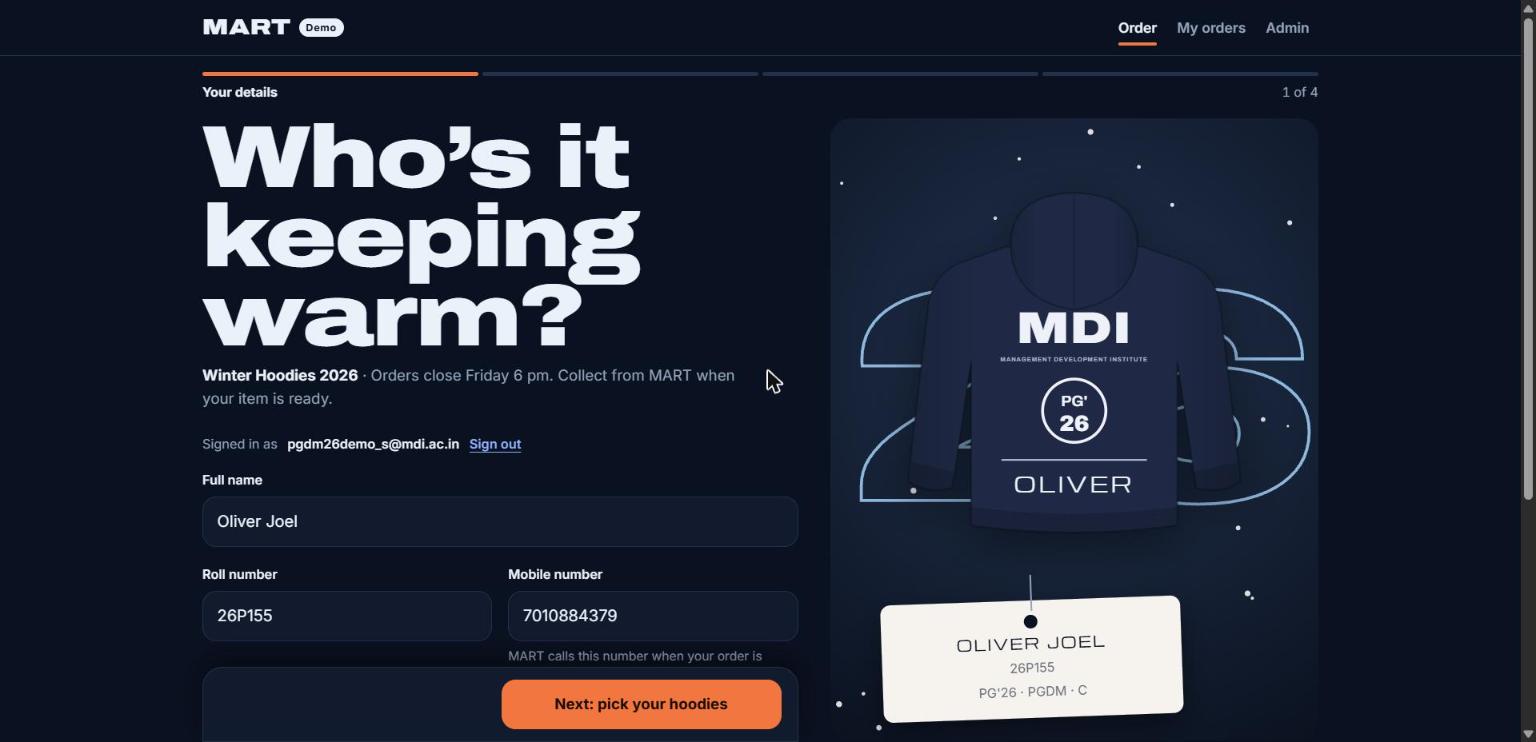 MART Demo
Order My orders Admin
Your details
1 of 4
Who's it
keeping
warm?
Winter Hoodies 2026 · Orders close Friday 6 pm. Collect from MART when
your item is ready.
Signed in as pgdm26demo_s@mdi.ac.in Sign out
Full name
Oliver Joel
Roll number
Mobile number
26P155
7010884379
MART calls this number when your order is
Next: pick your hoodies
MDI
MANAGEMENT DEVELOPMENT INSTITUTE
PG'
26
OLIVER
OLIVER JOEL
26P155
PG'26 · PGDM · C